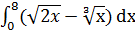 ∫₀⁸(√2x − ∛x) dx